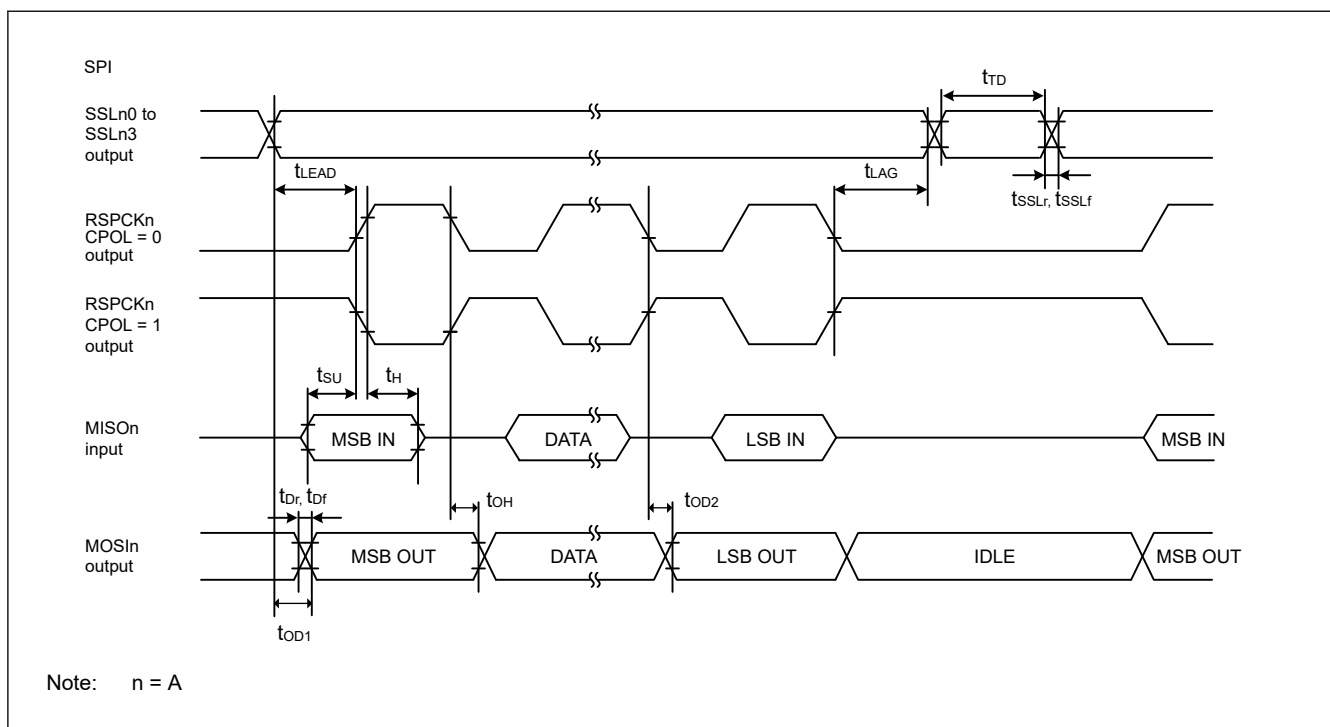 SPI
tTD
SSLn0 to
SSLn3
output
tLEAD
tLAG
tSSLr, tSSLf
RSPCKn
CPOL = 0
output
RSPCKn
CPOL = 1
output
tSU
tH
MISOn
input
MSB IN
DATA
LSB IN
MSB IN
tDr, tDf
tOH
tOD2
MOSIn
output
MSB OUT
DATA
LSB OUT
IDLE
MSB OUT
tOD1
Note: n = A